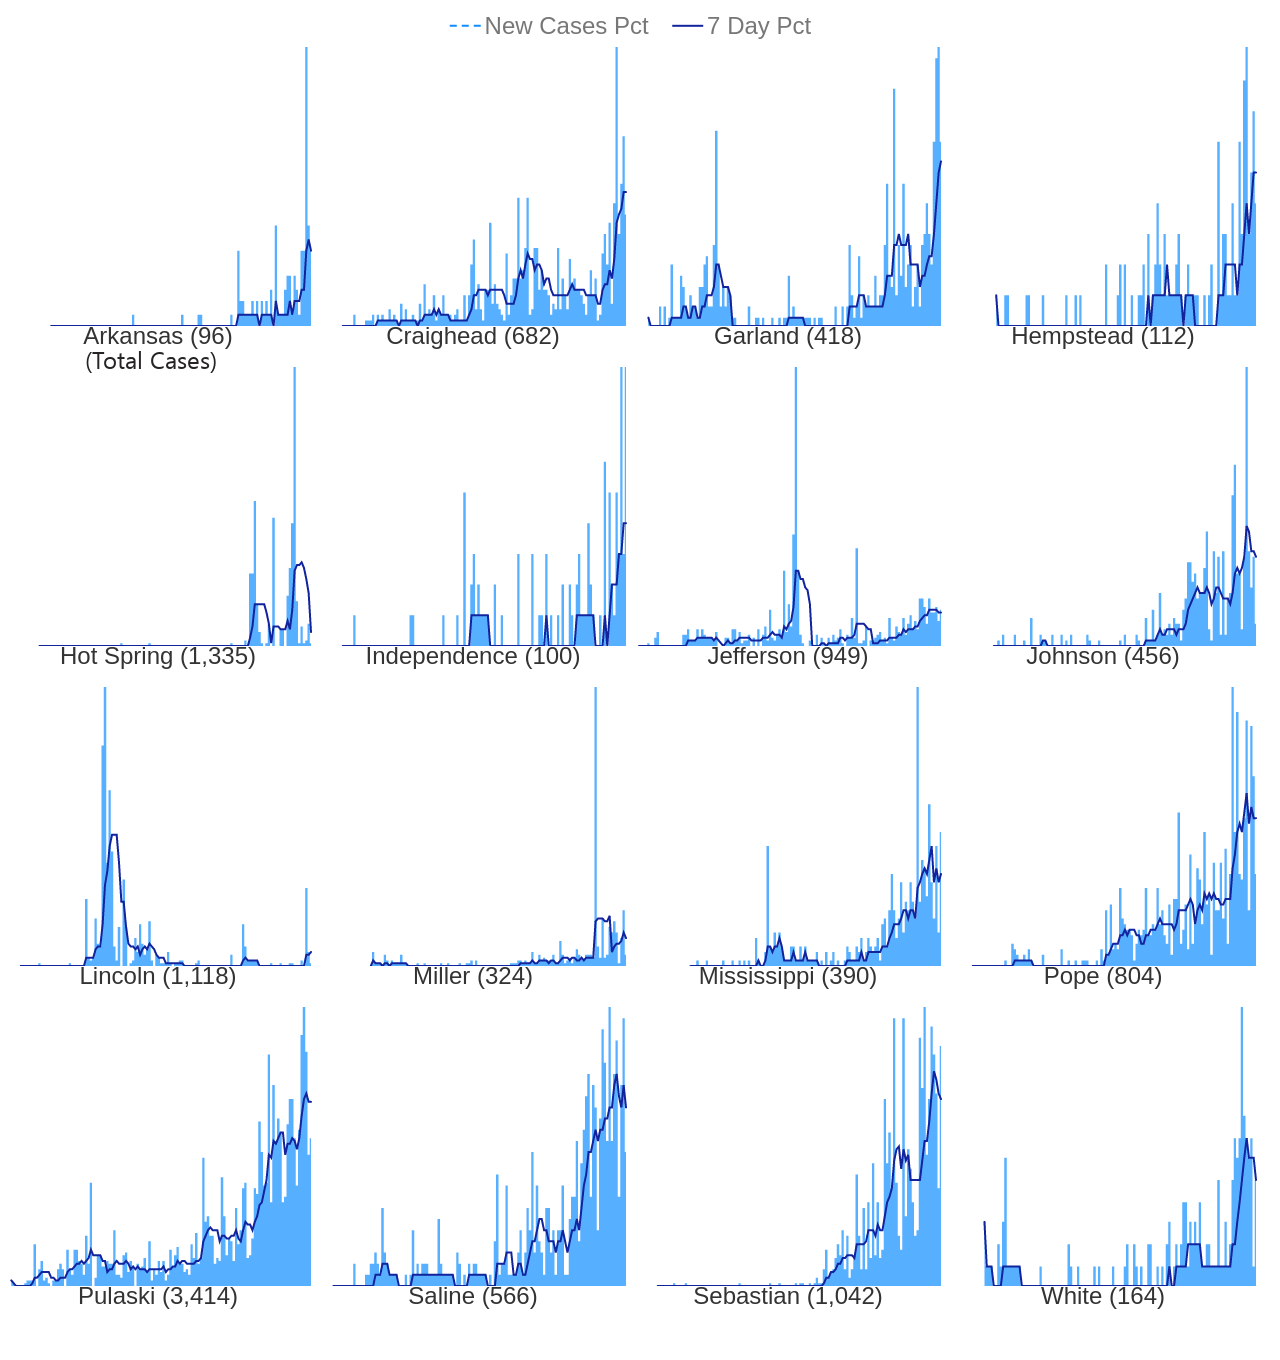 New Cases Pct 7 Day Pct
Arkansas (96) Craighead (682) Garland (418) Hempstead (112)
(Total Cases)
Hot Spring (1,335) Independence (100) Jefferson (949) Johnson (456)
Lincoln (1,118) Miller (324) Mississippi (390) Pope (804)
Pulaski (3,414) Saline (566) Sebastian (1,042) White (164)